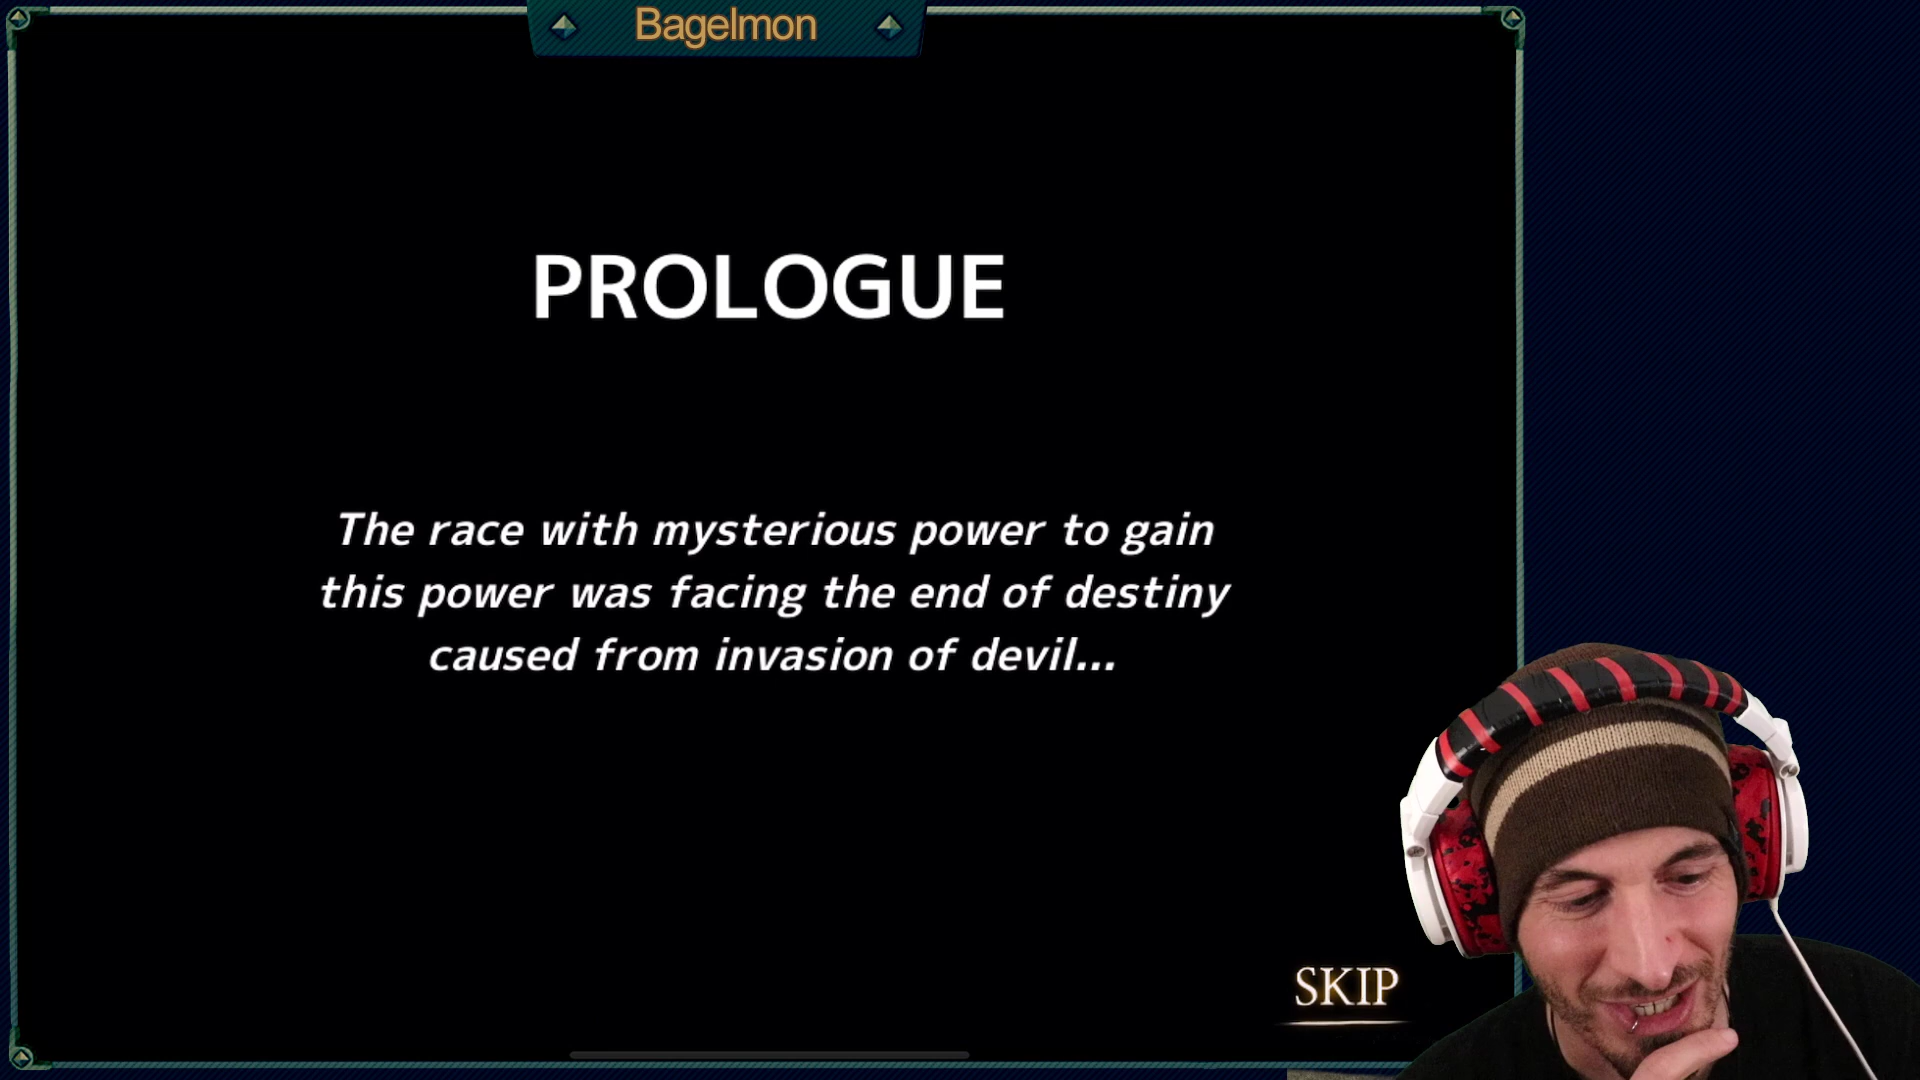 Bagelmon
PROLOGUE
The race with mysterious power to gain
this power was facing the end of destiny
caused from invasion of devil...
SKIP